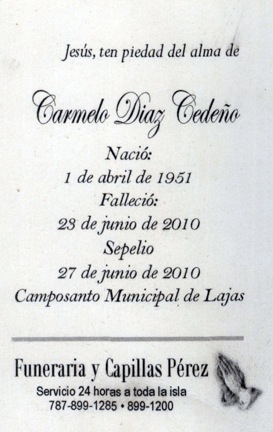 Jesús, ten piedad del alma de
Carmelo Diaz Cedeño
Nació:
1 de abril de 1951
Falleció:
23 de junio de 2010
Sepelio
27 de junio de 2010
Camposanto Municipal de Lajas
Funeraria y Capillas Pérez
Servicio 24 horas a toda la isla
787-899-1285 • 899-1200